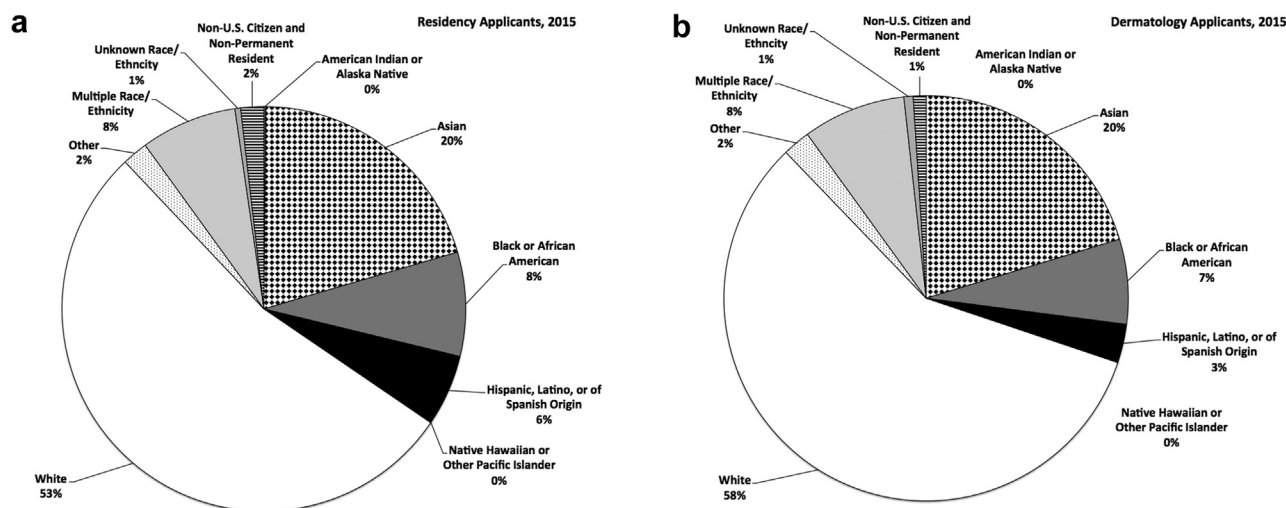 a
Residency Applicants, 2015
Non-U.S. Citizen and
Non-Permanent
Resident
2%
Unknown Race/
Ethncity
1%
Multiple Race/
Ethnicity
8%
Other
2%
American Indian or
Alaska Native
0%
Asian
20%
Black or African
American
8%
Hispanic, Latino, or of
Spanish Origin
6%
Native Hawaiian or
Other Pacific Islander
0%
White
53%
b
Dermatology Applicants, 2015
Non-U.S. Citizen and
Non-Permanent
Resident
1%
Unknown Race/
Ethncity
1%
Multiple Race/
Ethnicity
8%
Other
2%
American Indian or
Alaska Native
0%
Asian
20%
Black or African
American
7%
Hispanic, Latino, or of
Spanish Origin
3%
Native Hawaiian or
Other Pacific Islander
0%
White
58%